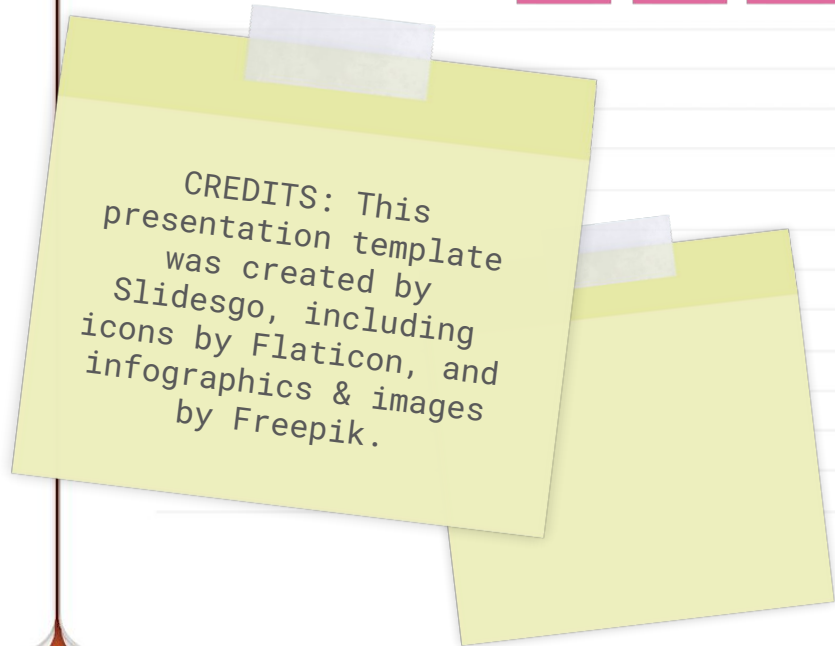 CREDITS: This
presentation template
was created by
Slidesgo, including
icons by Flaticon, and
infographics & images
by Freepik.